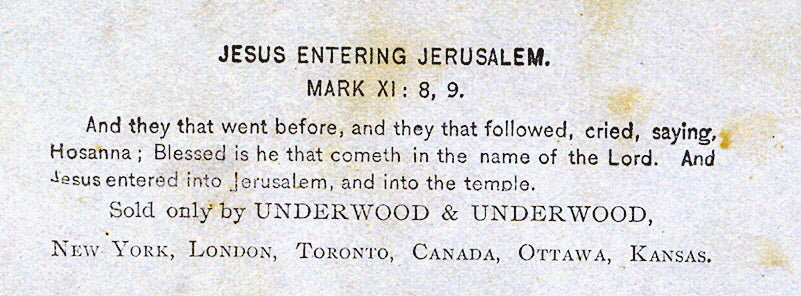 JESUS ENTERING JERUSALEM.
MARK XI: 8, 9.
And they that went before, and they that followed, cried, saying,
Hosanna; Blessed is he that cometh in the name of the Lord. And
Jesus entered into Jerusalem, and into the temple.
Sold only by UNDERWOOD & UNDERWOOD,
NEW YORK, LONDON, TORONTO, CANADA, OTTAWA, KANSAS.